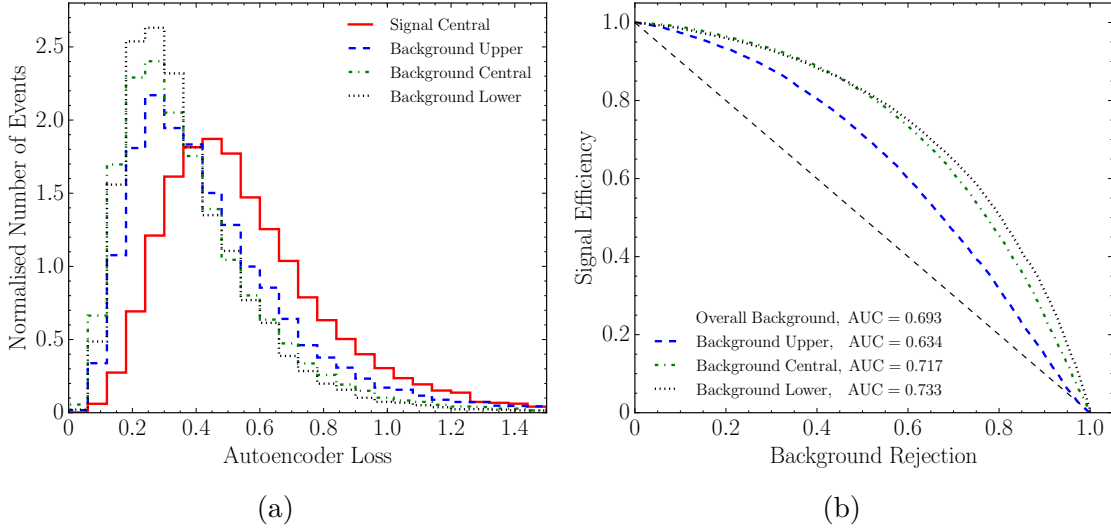 Normalised Number of Events
2.5
2.0
1.5
1.0
0.5
0
0 0.2 0.4 0.6 0.8 1.0 1.2 1.4
Autoencoder Loss
Signal Central
Background Upper
Background Central
Background Lower
(a)
Signal Efficiency
1.0
0.8
0.6
0.4
0.2
0
0 0.2 0.4 0.6 0.8 1.0
Background Rejection
Overall Background, AUC = 0.693
Background Upper, AUC = 0.634
Background Central, AUC = 0.717
Background Lower, AUC = 0.733
(b)